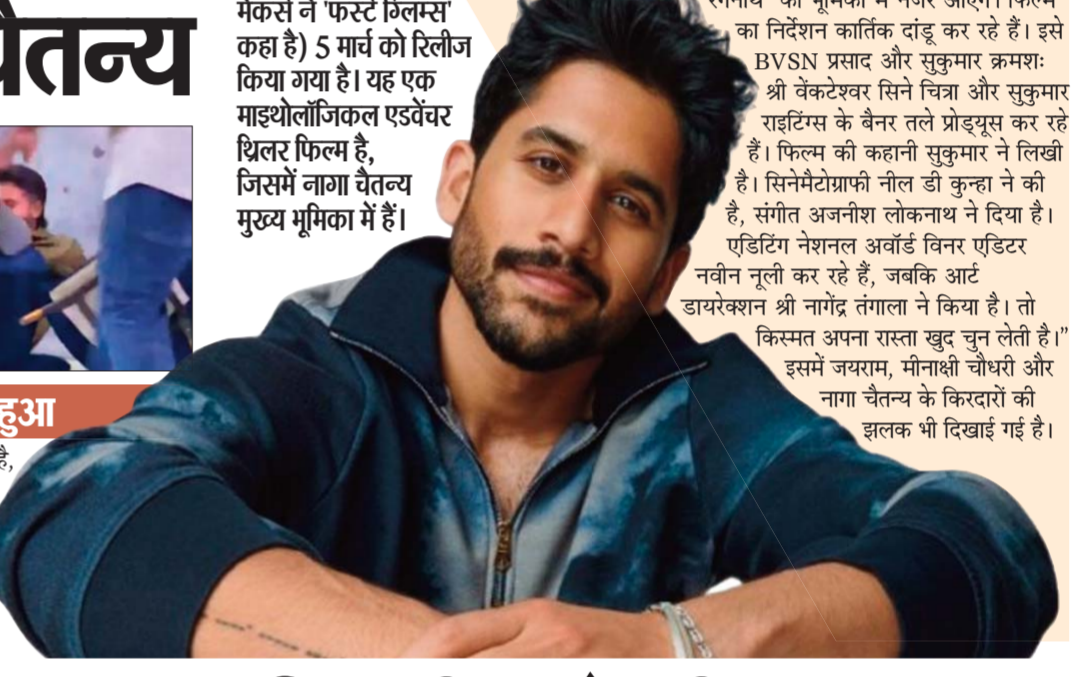 चैतन्य
मेकर्स ने 'फर्स्ट ग्लिम्स'
कहा है) 5 मार्च को रिलीज
किया गया है। यह एक
माइथोलॉजिकल एडवेंचर
थ्रिलर फिल्म है,
जिसमें नागा चैतन्य
मुख्य भूमिका में हैं।
हुआ
है,
का निर्देशन कार्तिक दांडू कर रहे हैं। इसे
BVSN प्रसाद और सुकुमार क्रमशः
श्री वेंकटेश्वर सिने चित्रा और सुकुमार
राइटिंग्स के बैनर तले प्रोड्यूस कर रहे
हैं। फिल्म की कहानी सुकुमार ने लिखी
है। सिनेमैटोग्राफी नील डी कुन्हा ने की
है, संगीत अजनीश लोकनाथ ने दिया है।
एडिटिंग नेशनल अवॉर्ड विनर एडिटर
नवीन नूली कर रहे हैं, जबकि आर्ट
डायरेक्शन श्री नागेंद्र तंगाला ने किया है। तो
किस्मत अपना रास्ता खुद चुन लेती है।”
इसमें जयराम, मीनाक्षी चौधरी और
नागा चैतन्य के किरदारों की
झलक भी दिखाई गई है।